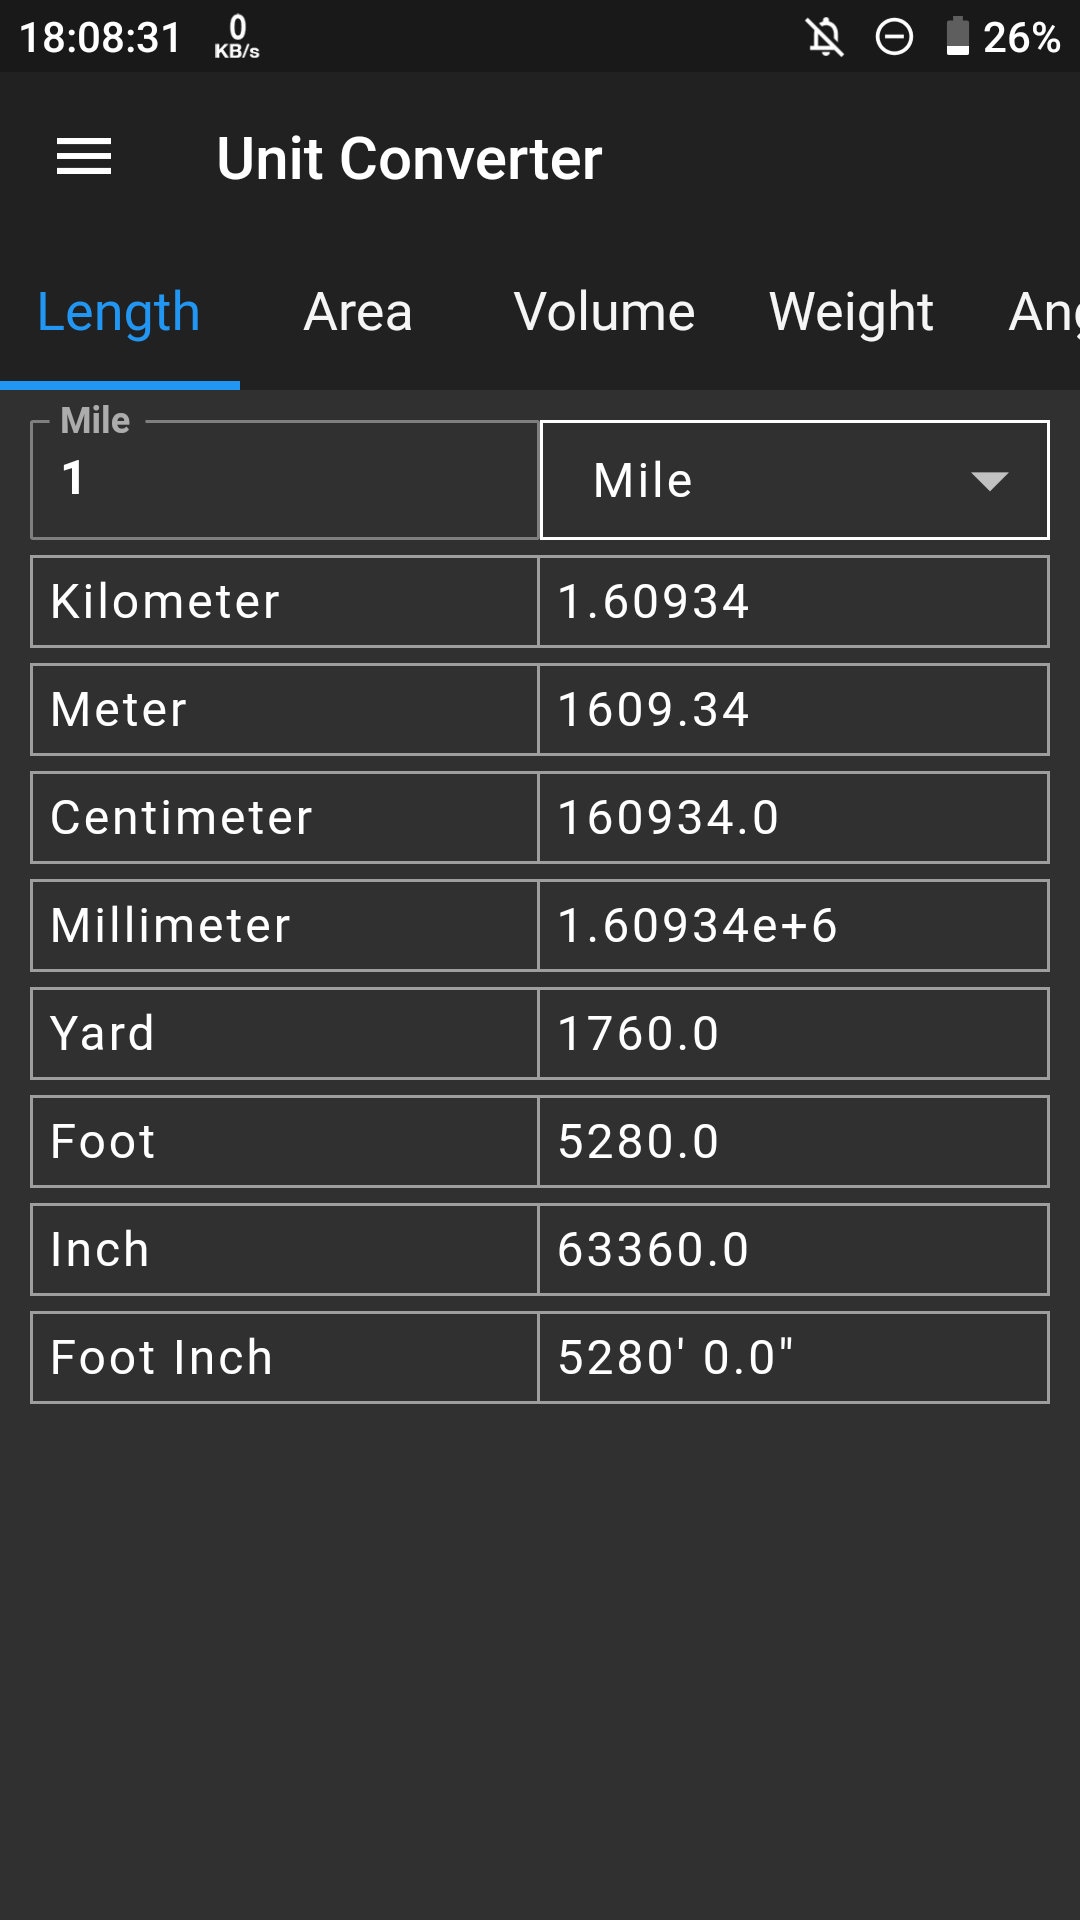 18:08:31 0 KB/s 26%
Unit Converter
Length Area Volume Weight
Mile
1 Mile
Kilometer 1.60934
Meter 1609.34
Centimeter 160934.0
Millimeter 1.60934e+6
Yard 1760.0
Foot 5280.0
Inch 63360.0
Foot Inch 5280' 0.0"